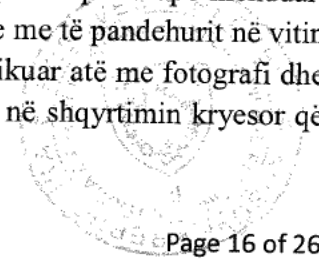 e me të pandehurit në vitin
ikuar atë me fotografi dhe
në shqyrtimin kryesor që
Page 16 of 26